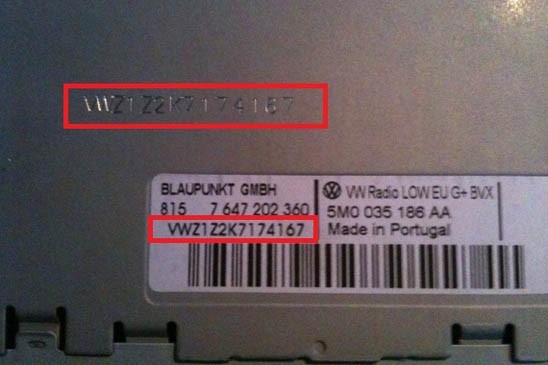 VWZ1Z2K7174167
BLAUPUNKT GMBH
815 7 647 202 360
VWZ1Z2K7174167
VW Radio LOW EU G+ BVX
5M0 035 186 AA
Made in Portugal